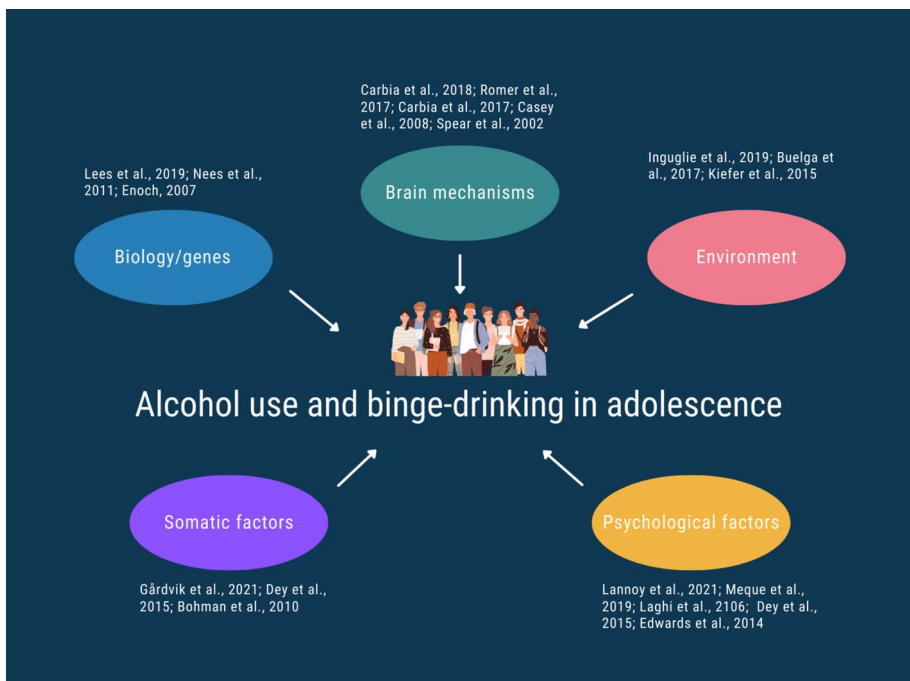 Carbia et al., 2018; Romer et al.,
2017; Carbia et al., 2017; Casey
et al., 2008; Spear et al., 2002
Brain mechanisms
Lees et al., 2019; Nees et al.,
2011; Enoch, 2007
Biology/genes
Inguglie et al., 2019; Buelga et
al., 2017; Kiefer et al., 2015
Environment
Alcohol use and binge-drinking in adolescence
Somatic factors
Gårdvik et al., 2021; Dey et al.,
2015; Bohman et al., 2010
Psychological factors
Lannoy et al., 2021; Meque et al.,
2019; Laghi et al., 2106; Dey et al.,
2015; Edwards et al., 2014